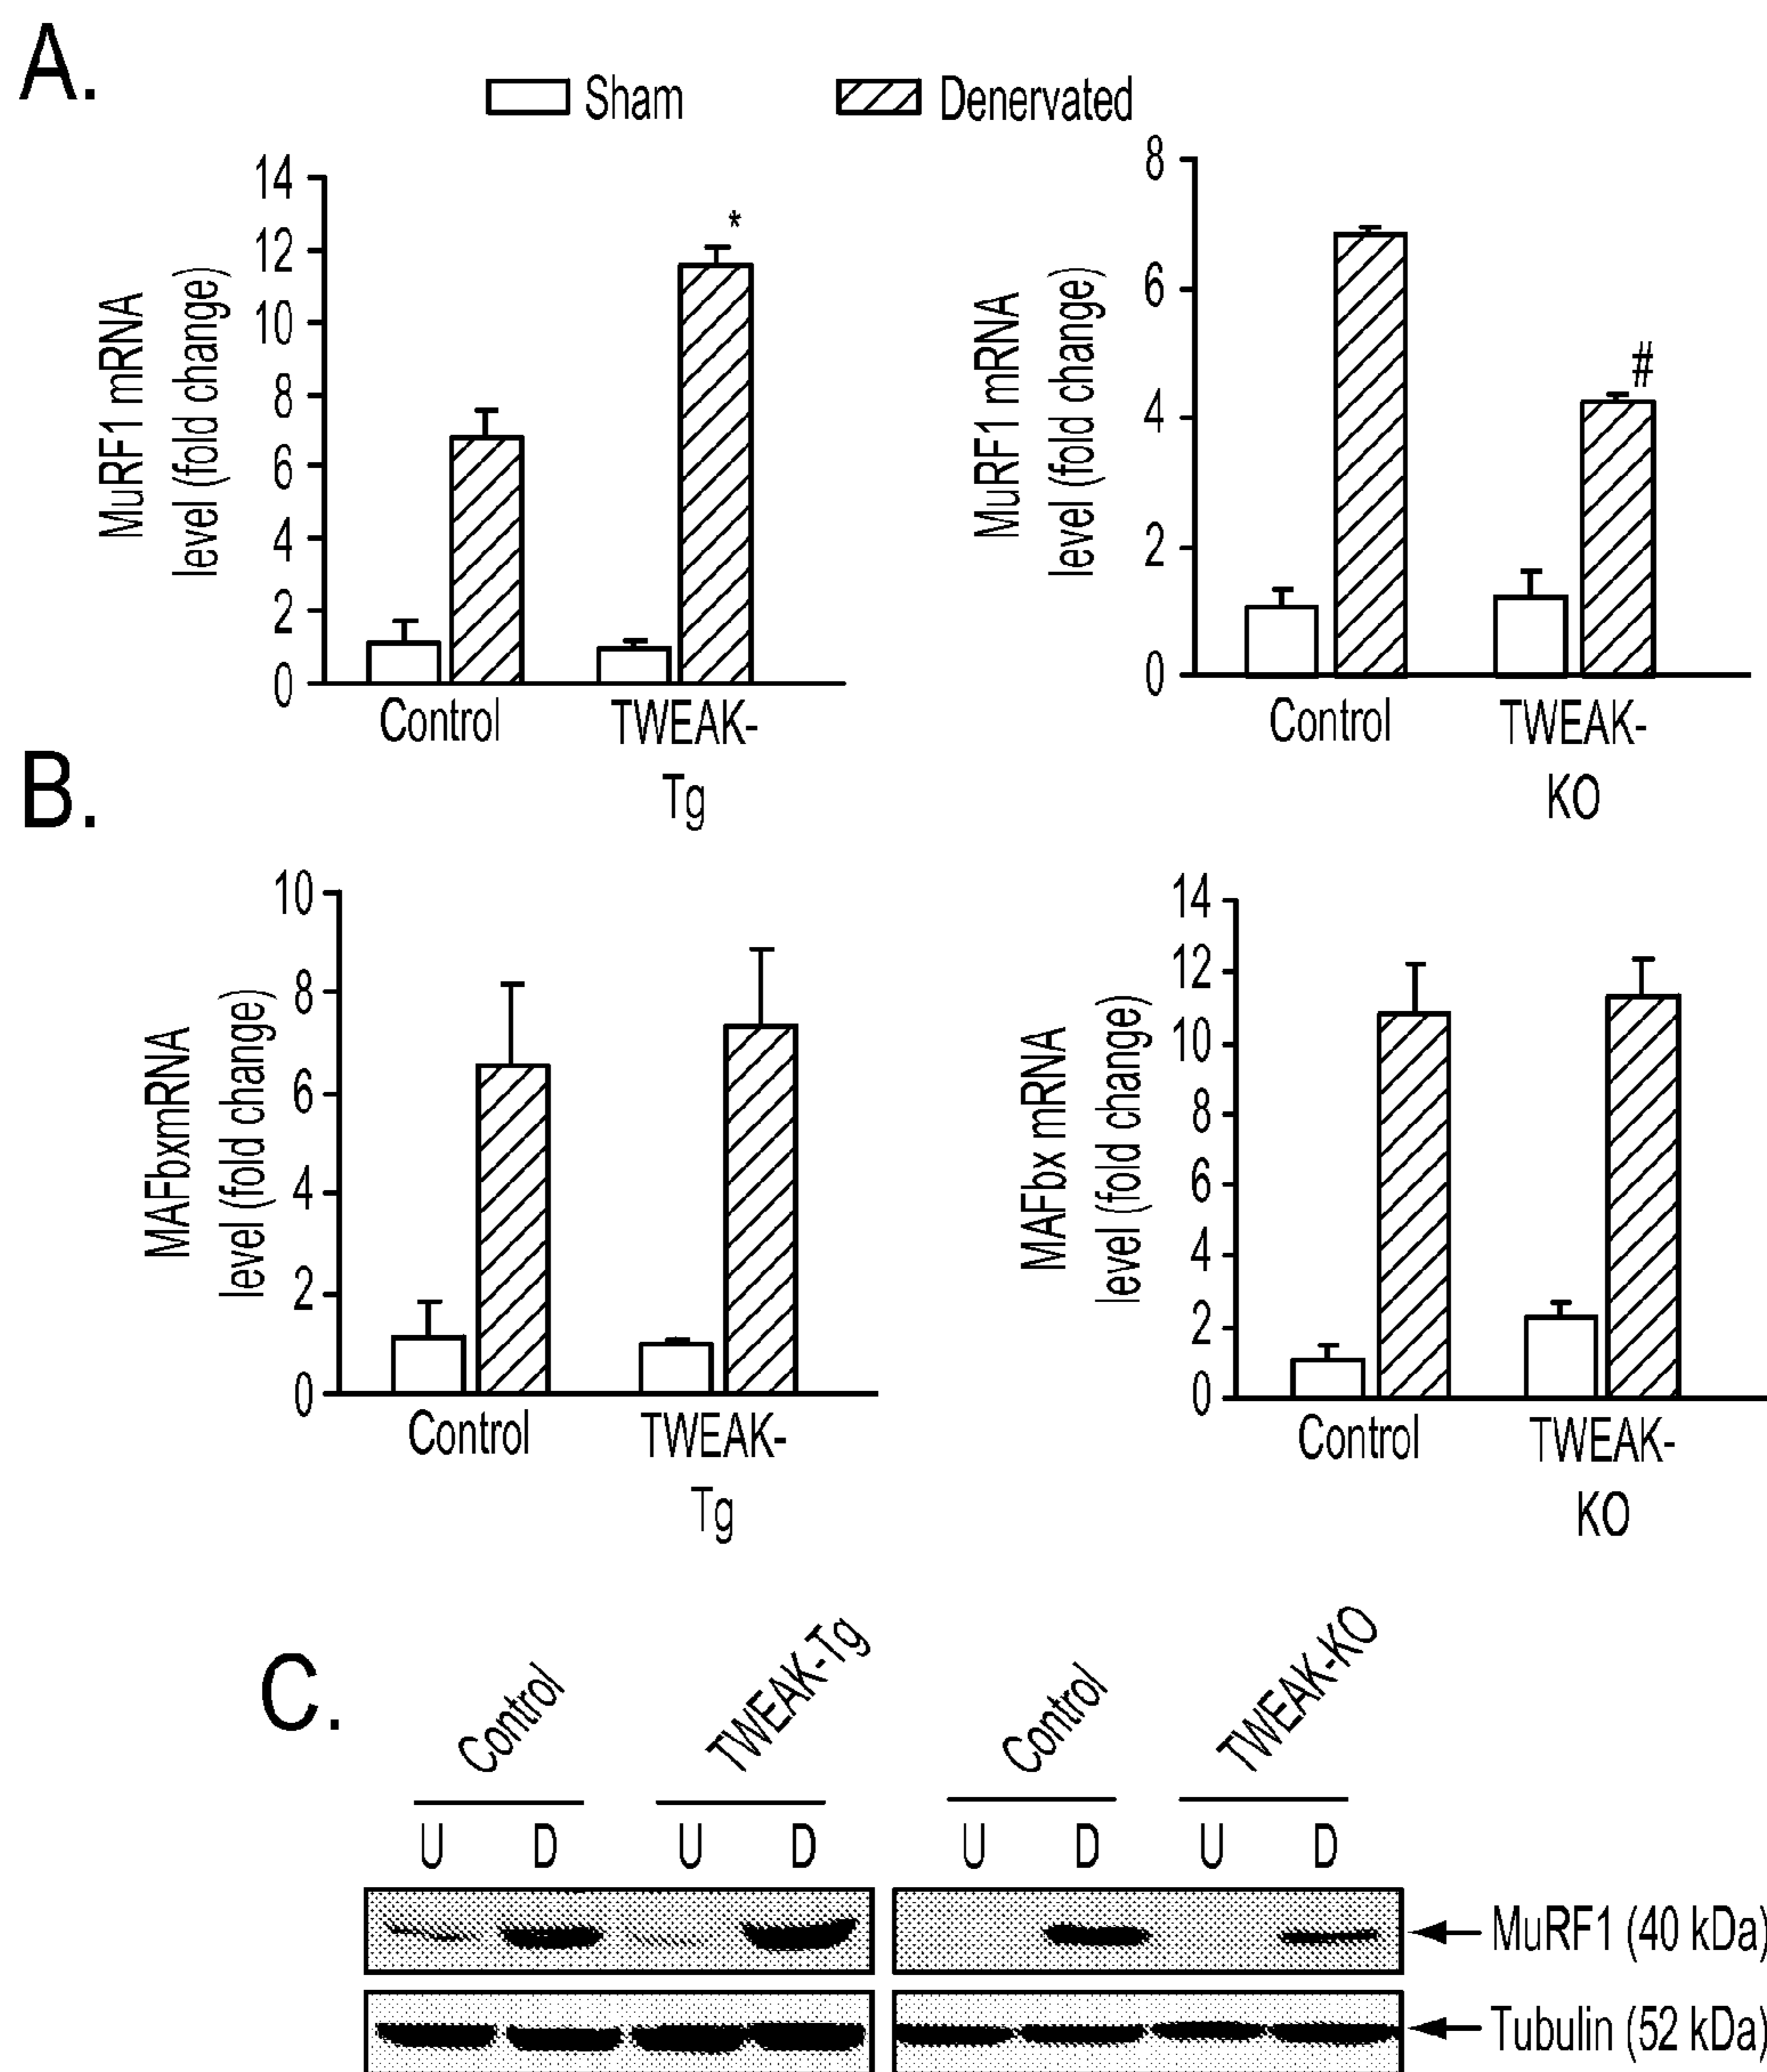 A.
Sham
Denervated
MuRF1 mRNA
level (fold change)
14
12
10
8
6
4
2
0
*
Control
TWEAK-
Tg
MuRF1 mRNA
level (fold change)
8
6
4
2
0
#
Control
TWEAK-
KO
B.
MAFbxmRNA
level (fold change)
10
8
6
4
2
0
Control
TWEAK-
Tg
MAFbx mRNA
level (fold change)
14
12
10
8
6
4
2
0
Control
TWEAK-
KO
C.
Control
TWEAK-Tg
Control
TWEAK-KO
U D U D U D U D
MuRF1 (40 kDa)
Tubulin (52 kDa)